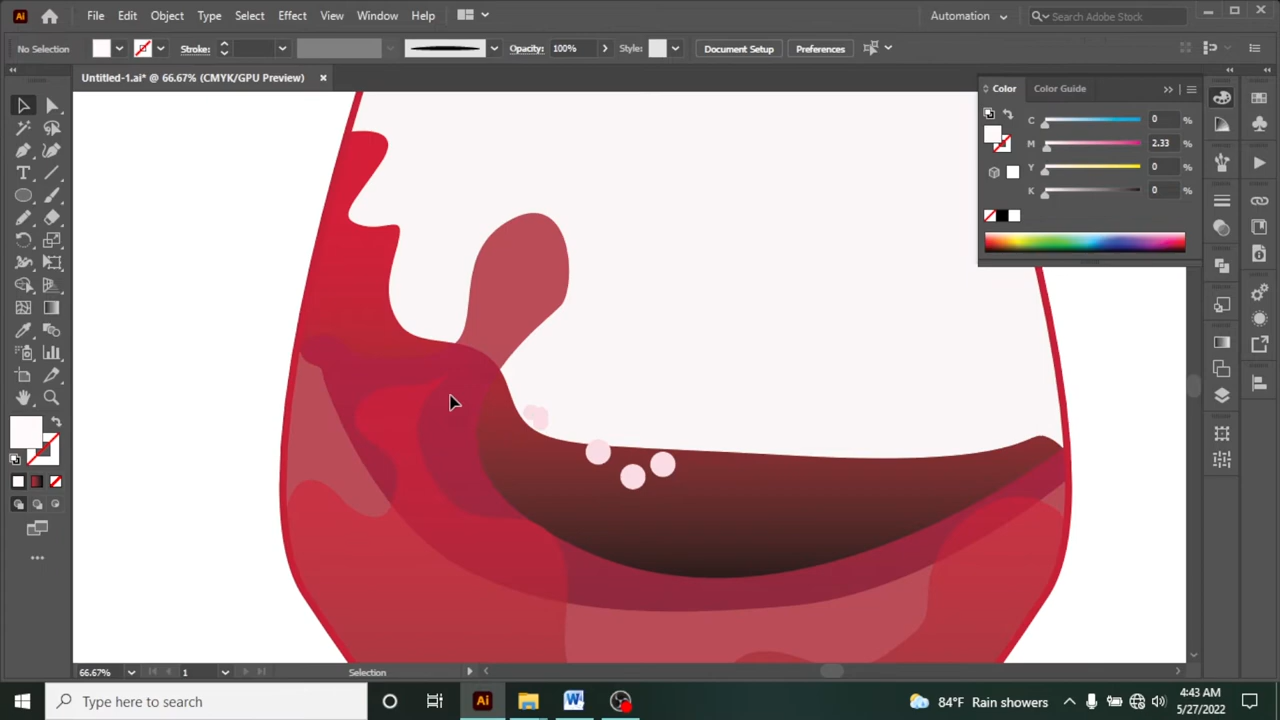 Ai File Edit Object Type Select Effect View Window Help Automation Search Adobe Stock
No Selection Stroke: Opacity: 100% Style: Document Setup Preferences
Untitled-1.ai* @ 66.67% (CMYK/GPU Preview)
Color Color Guide
C 0 %
M 2.33 %
Y 0 %
K 0 %
66.67% 1 Selection
Type here to search Ai W 84°F Rain showers 4:43 AM
5/27/2022